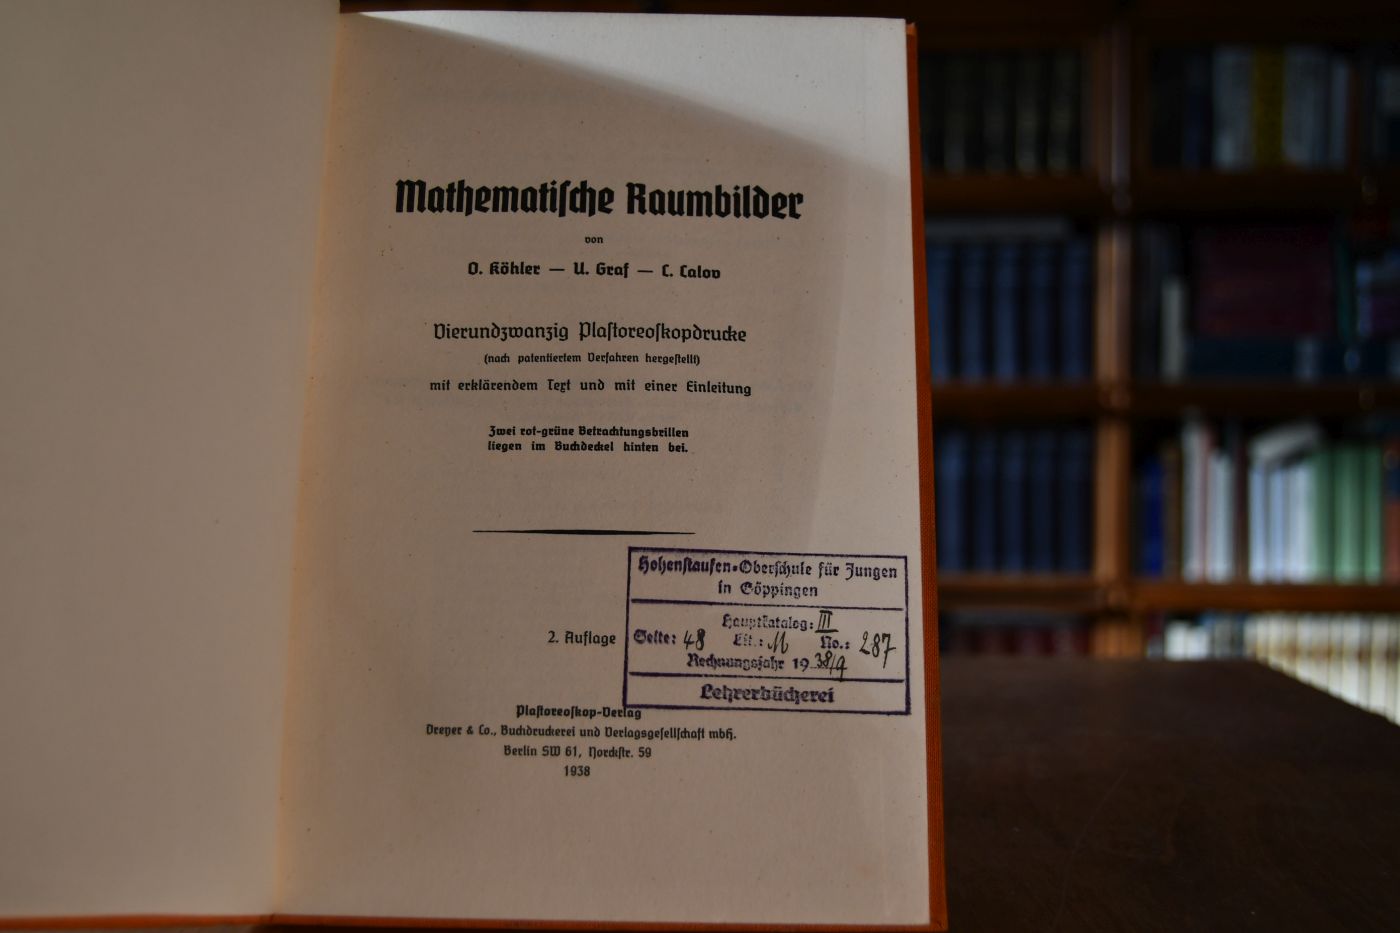 Mathematische Raumbilder
von
O. Köhler — U. Graf — C. Calov
Vierundzwanzig Plastoreoskopdrucke
(nach patentiertem Verfahren hergestellt)
mit erklärendem Text und mit einer Einleitung
Zwei rot-grüne Betrachtungsbrillen
liegen im Buchdeckel hinten bei.
2. Auflage
Hohenstaufen-Oberschule für Jungen
in Göppingen
Hauptkatalog: III
Seite: 48 Lit.: M No.: 287
Rechnungsjahr 1938/9
Lehrerbücherei
Plastoreoskop-Verlag
Dreyer & Co., Buchdruckerei und Verlagsgesellschaft mbH.
Berlin SW 61, Yorckstr. 59
1938